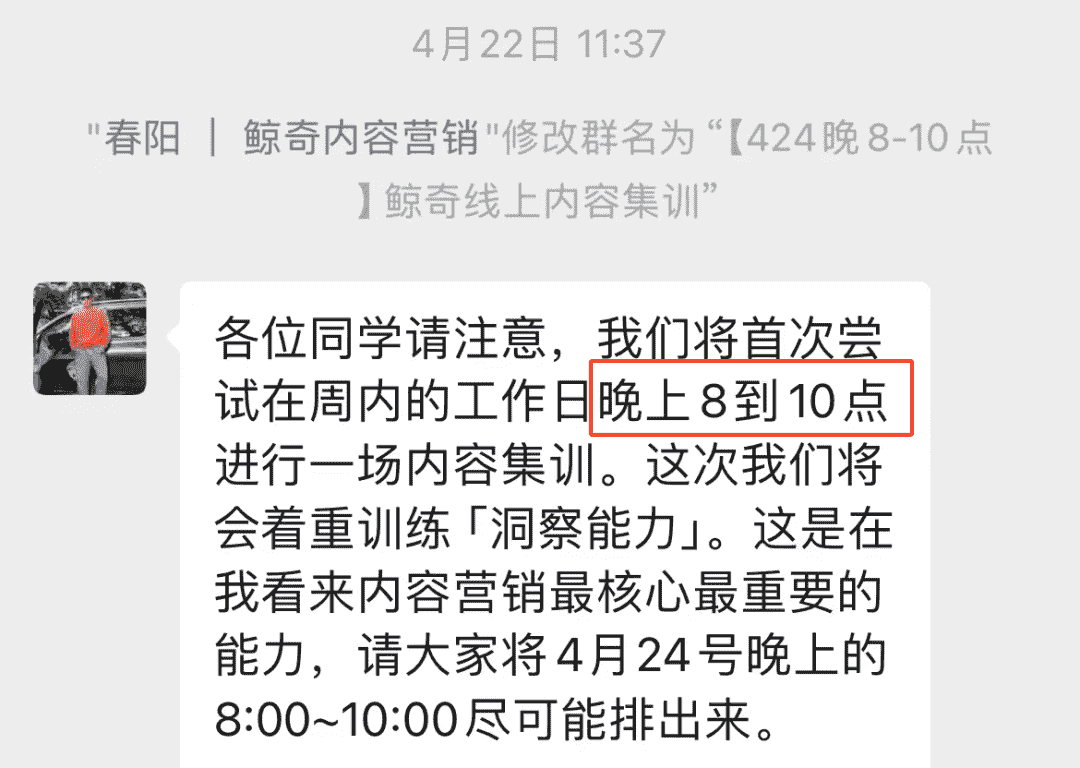 4月22日 11:37
"春阳 | 鲸奇内容营销"修改群名为“【424晚8-10点
】鲸奇线上内容集训”
各位同学请注意，我们将首次尝
试在周内的工作日晚上8到10点
进行一场内容集训。这次我们将
会着重训练「洞察能力」。这是在
我看来内容营销最核心最重要的
能力，请大家将4月24号晚上的
8:00~10:00尽可能排出来。